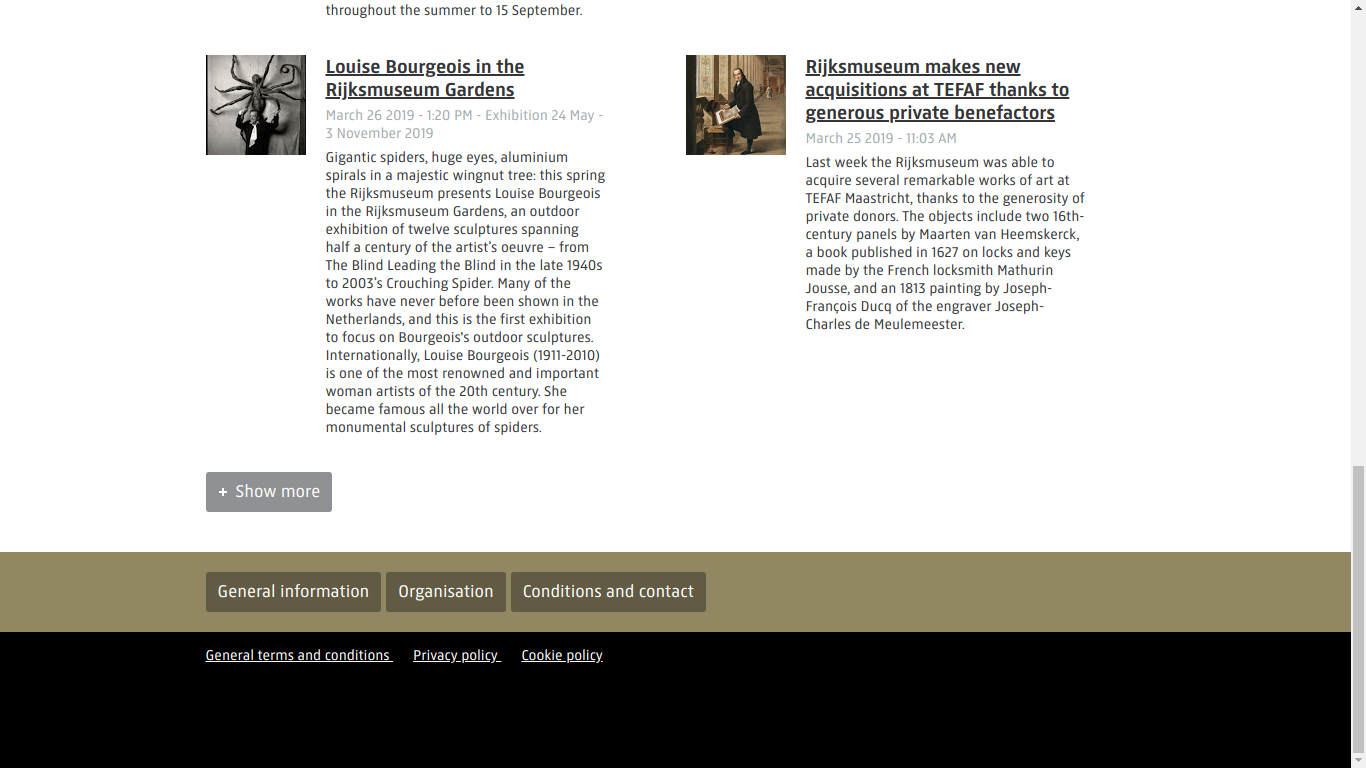 throughout the summer to 15 September.
Louise Bourgeois in the
Rijksmuseum Gardens
March 26 2019 - 1:20 PM - Exhibition 24 May -
3 November 2019
Gigantic spiders, huge eyes, aluminium
spirals in a majestic wingnut tree: this spring
the Rijksmuseum presents Louise Bourgeois
in the Rijksmuseum Gardens, an outdoor
exhibition of twelve sculptures spanning
half a century of the artist’s oeuvre – from
The Blind Leading the Blind in the late 1940s
to 2003’s Crouching Spider. Many of the
works have never before been shown in the
Netherlands, and this is the first exhibition
to focus on Bourgeois's outdoor sculptures.
Internationally, Louise Bourgeois (1911-2010)
is one of the most renowned and important
woman artists of the 20th century. She
became famous all the world over for her
monumental sculptures of spiders.
Rijksmuseum makes new
acquisitions at TEFAF thanks to
generous private benefactors
March 25 2019 - 11:03 AM
Last week the Rijksmuseum was able to
acquire several remarkable works of art at
TEFAF Maastricht, thanks to the generosity of
private donors. The objects include two 16th-
century panels by Maarten van Heemskerck,
a book published in 1627 on locks and keys
made by the French locksmith Mathurin
Jousse, and an 1813 painting by Joseph-
François Ducq of the engraver Joseph-
Charles de Meulemeester.
+ Show more
General information
Organisation
Conditions and contact
General terms and conditions
Privacy policy
Cookie policy